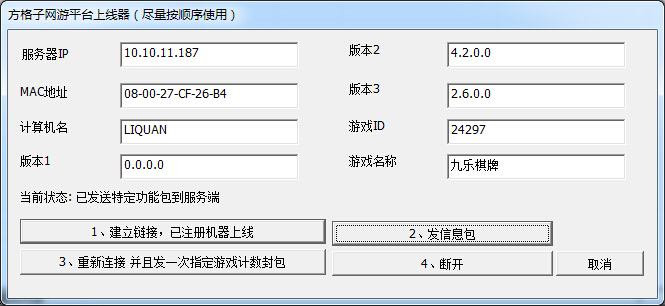 方格子网游平台上线器（尽量按顺序使用）
服务器IP 10.10.11.187 版本2 4.2.0.0
MAC地址 08-00-27-CF-26-B4 版本3 2.6.0.0
计算机名 LIQUAN 游戏ID 24297
版本1 0.0.0.0 游戏名称 九乐棋牌
当前状态: 已发送特定功能包到服务端
1、建立链接，已注册机器上线 2、发信息包
3、重新连接 并且发一次指定游戏计数封包 4、断开 取消